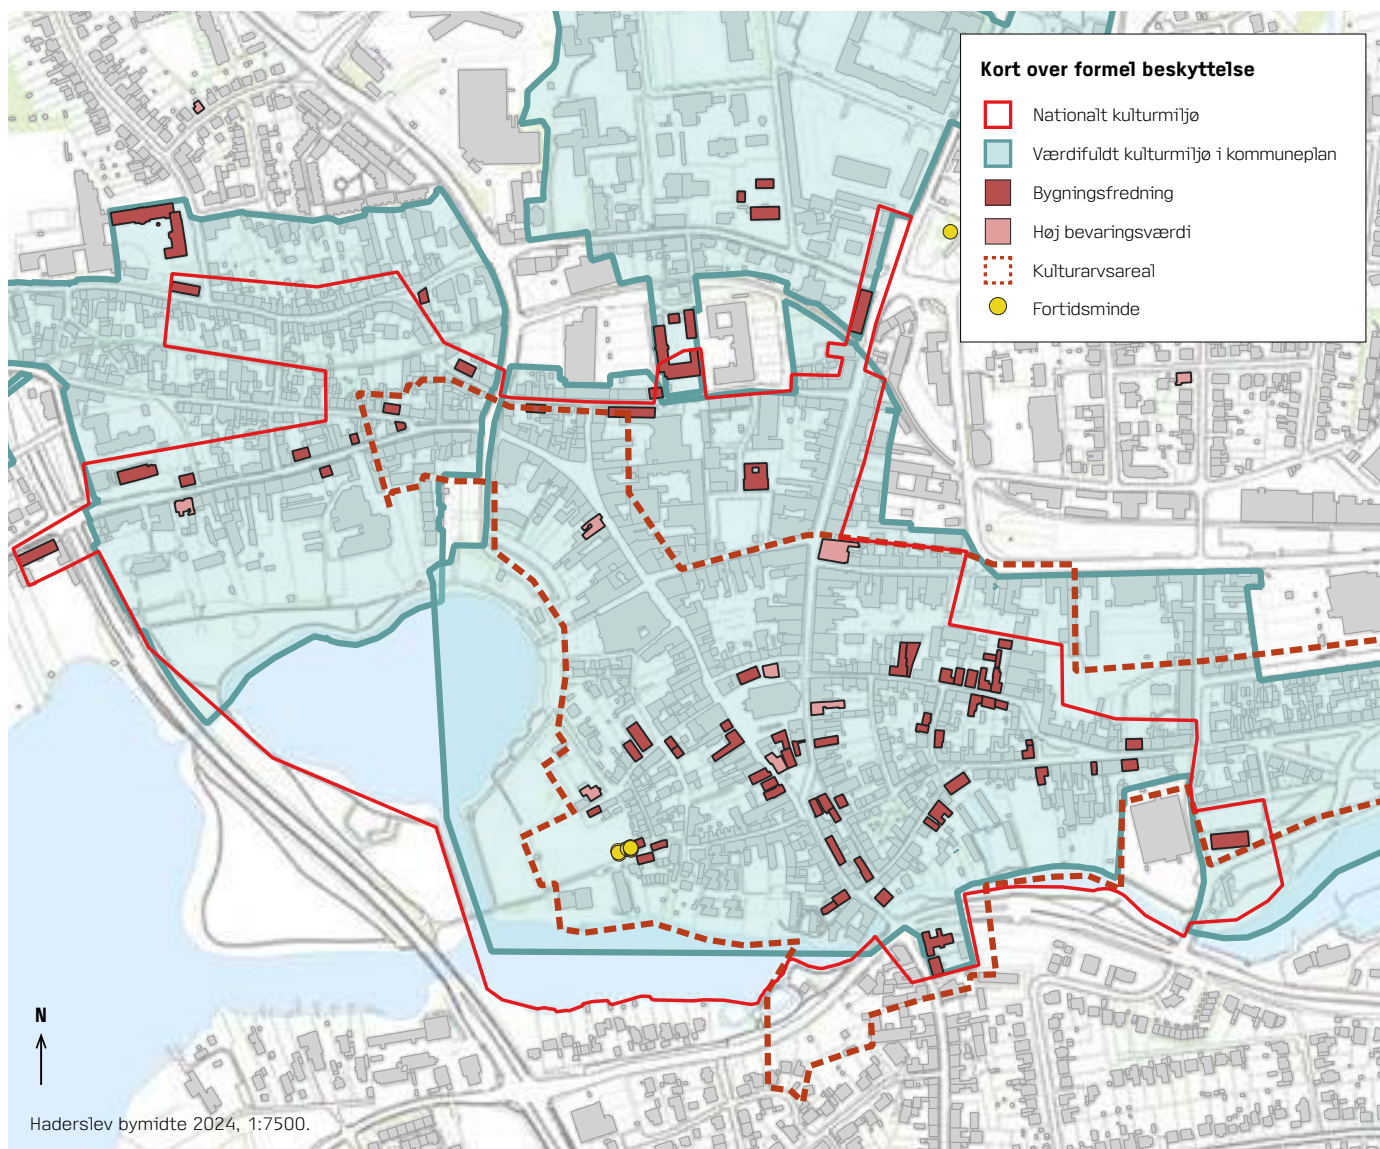 Kort over formel beskyttelse
Nationalt kulturmiljø
Værdifuldt kulturmiljø i kommuneplan
Bygningsfredning
Høj bevaringsværdi
Kulturarvsareal
Fortidsminde
N
Haderslev bymidte 2024, 1:7500.